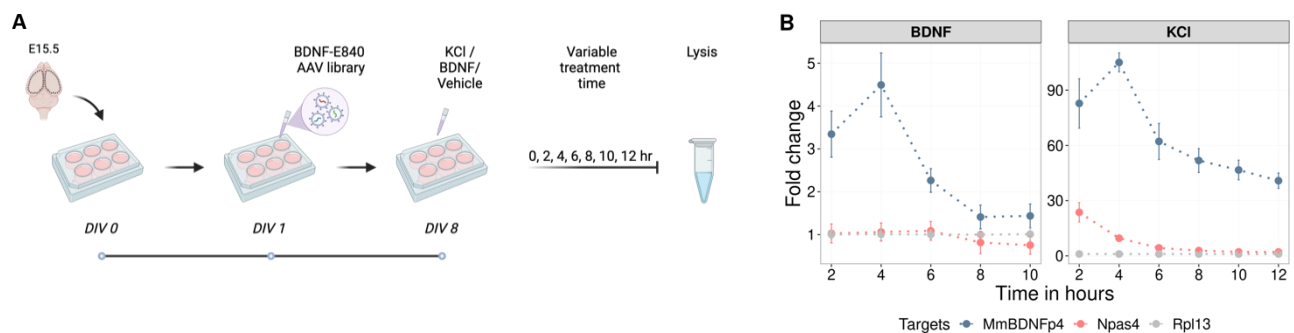 A
E15.5
BDNF-E840
AAV library
KCl /
BDNF/
Vehicle
Variable
treatment
time
Lysis
0, 2, 4, 6, 8, 10, 12 hr
DIV 0
DIV 1
DIV 8
B
BDNF
KCl
Fold change
5
4
3
2
1
90
60
30
0
2 4 6 8 10
2 4 6 8 10 12
Time in hours
Targets MmBDNFp4 Npas4 Rpl13